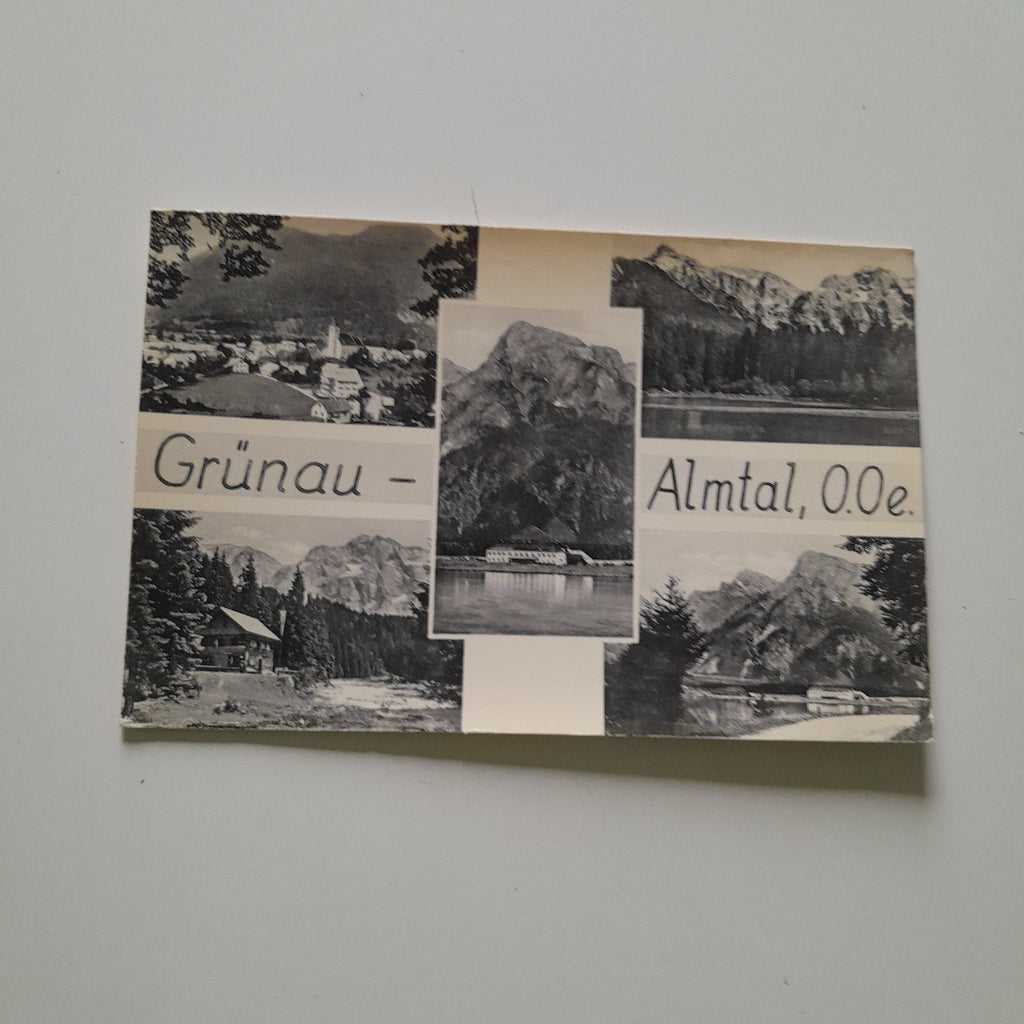 Grünau – Almtal, O.Oe.